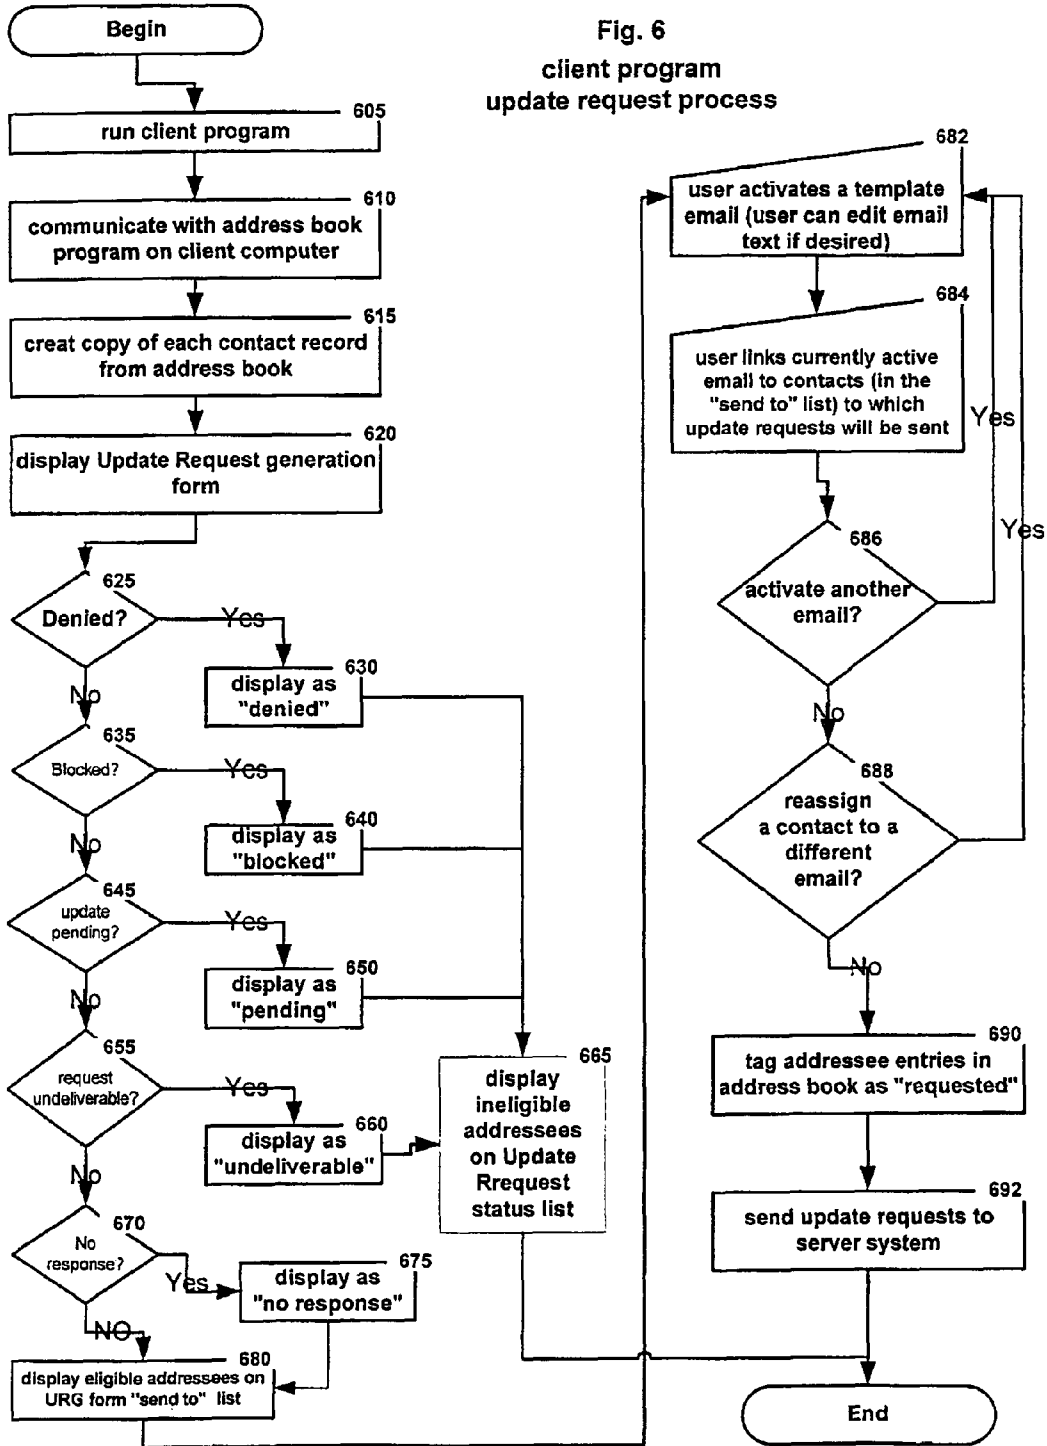 Begin
Fig. 6
client program
update request process
605
run client program
610
communicate with address book
program on client computer
615
creat copy of each contact record
from address book
620
display Update Request generation
form
625
Denied?
Yes
630
display as
"denied"
No
635
Blocked?
Yes
640
display as
"blocked"
No
645
update
pending?
Yes
650
display as
"pending"
No
655
request
undeliverable?
Yes
660
display as
"undeliverable"
665
display
ineligible
addressees
on Update
Rrequest
status list
No
670
No
response?
Yes
675
display as
"no response"
NO
680
display eligible addressees on
URG form "send to" list
682
user activates a template
email (user can edit email
text if desired)
684
user links currently active
email to contacts (in the
"send to" list) to which
update requests will be sent
Yes
Yes
686
activate another
email?
No
688
reassign
a contact to a
different
email?
No
690
tag addressee entries in
address book as "requested"
692
send update requests to
server system
End